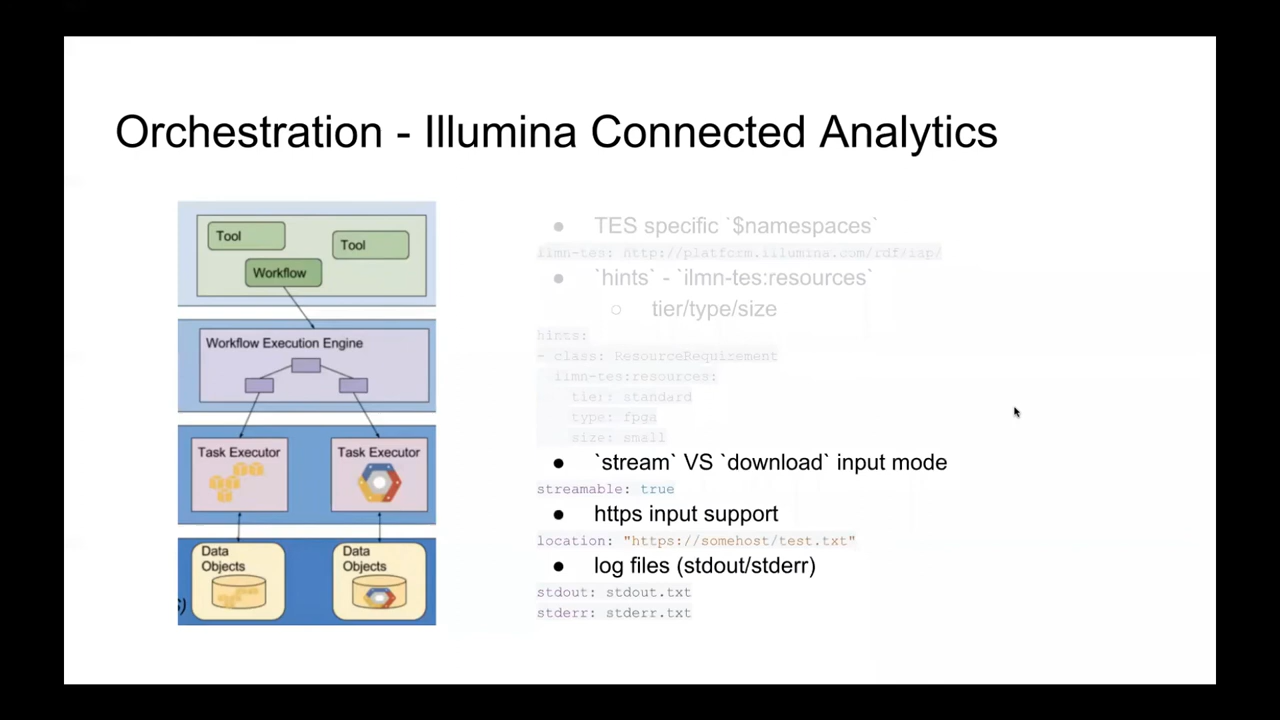 Orchestration - Illumina Connected Analytics
Tool
Tool
Workflow
Workflow Execution Engine
Task Executor
Task Executor
Data
Objects
Data
Objects
● TES specific `$namespaces`
ilmn-tes: http://platform.illumina.com/rdf/iap/
● `hints` - `ilmn-tes:resources`
○ tier/type/size
hints:
- class: ResourceRequirement
ilmn-tes:resources:
tier: standard
type: fpga
size: small
● `stream` VS `download` input mode
streamable: true
● https input support
location: "https://somehost/test.txt"
● log files (stdout/stderr)
stdout: stdout.txt
stderr: stderr.txt